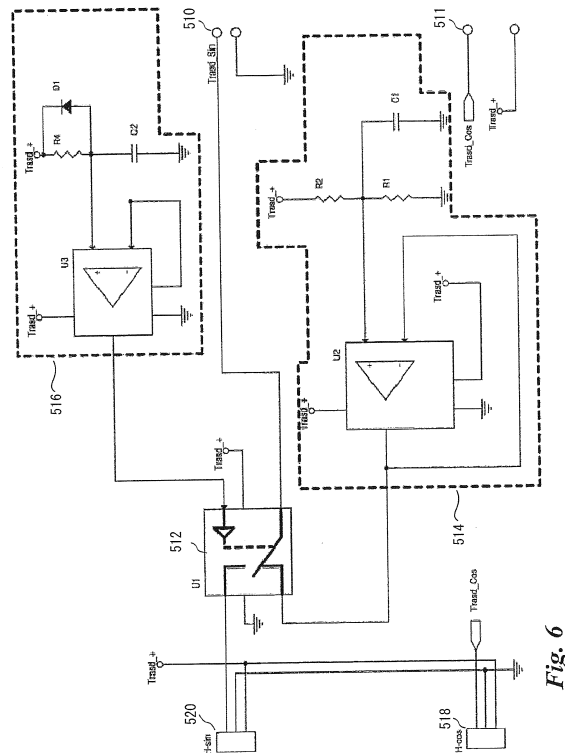 510
Trasd_Sin
511
Trasd_Cos
Trasd_+
Trasd_+
D1
R4
C2
U3
Trasd_+
516
Trasd_+
R2
R1
C1
U2
Trasd_+
Trasd_+
514
512
U1
Trasd_+
Trasd_+
520
H-sin
518
H-cos
Trasd_Cos
Fig. 6